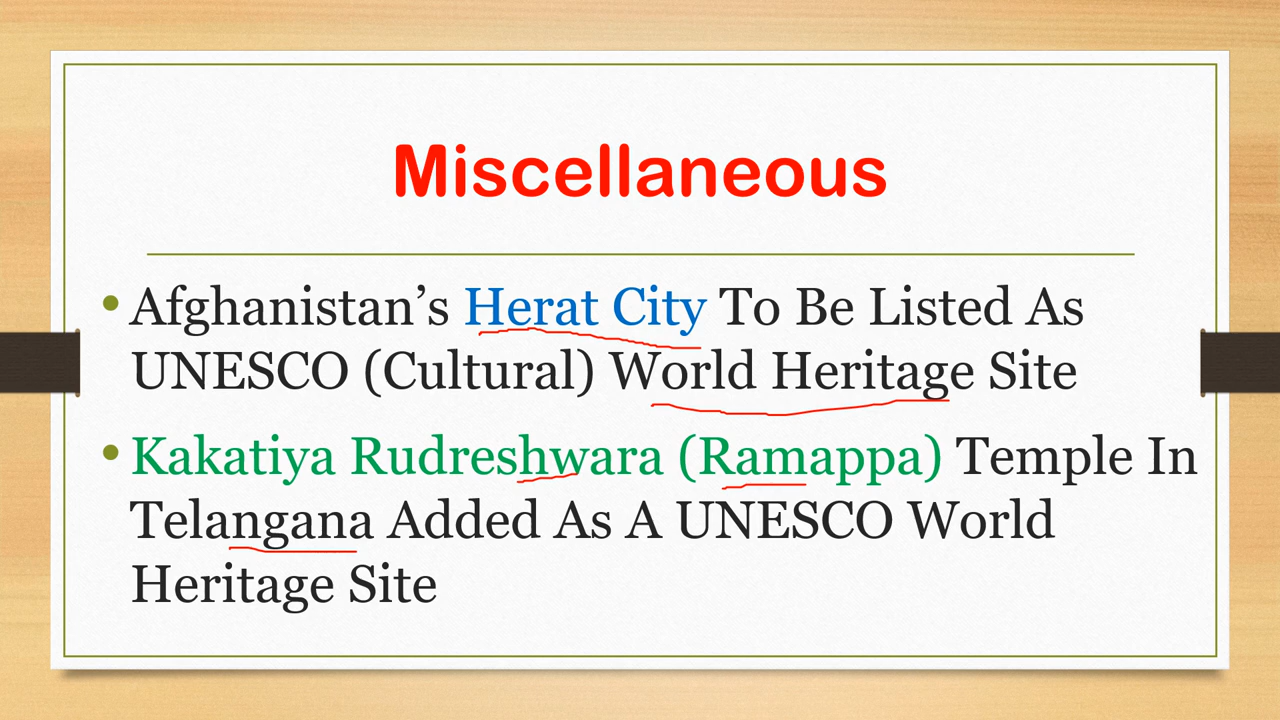 Miscellaneous
• Afghanistan’s Herat City To Be Listed As
UNESCO (Cultural) World Heritage Site
• Kakatiya Rudreshwara (Ramappa) Temple In
Telangana Added As A UNESCO World
Heritage Site